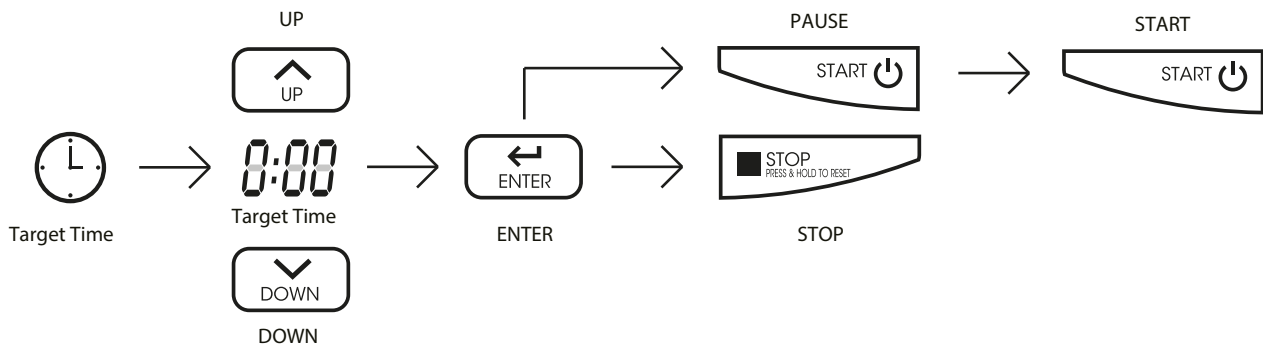 UP
PAUSE
START
UP
START
START
0:00
Target Time
ENTER
STOP
PRESS & HOLD TO RESET
Target Time
ENTER
STOP
DOWN
DOWN